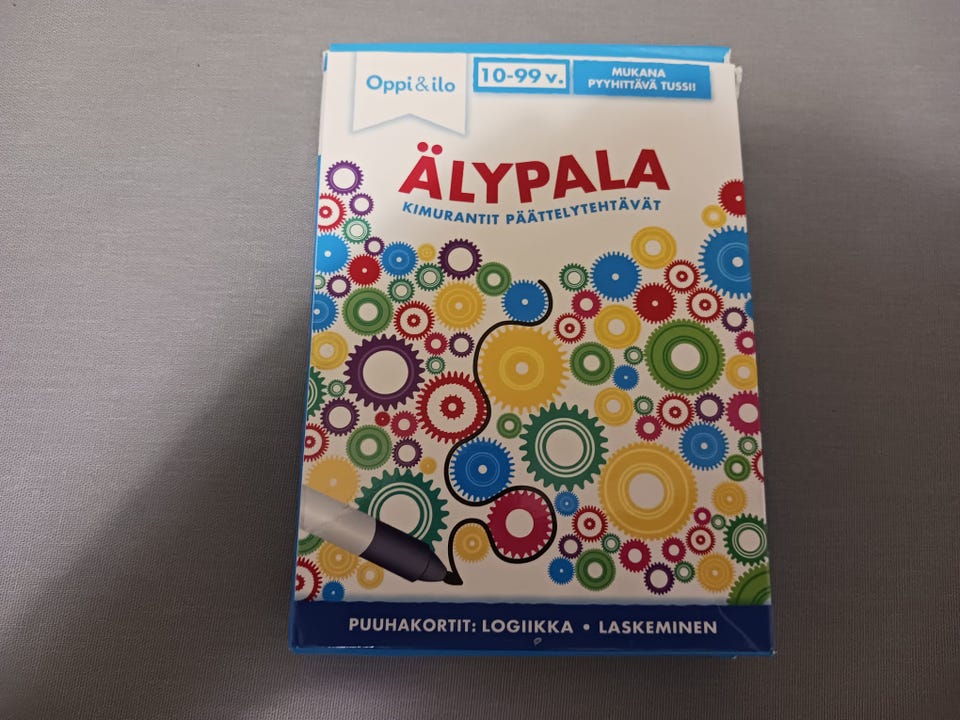 Oppi&ilo
10-99 v.
MUKANA
PYYHITTÄVÄ TUSSI!
ÄLYPALA
KIMURANTIT PÄÄTTELYTEHTÄVÄT
PUUHAKORTIT: LOGIIKKA • LASKEMINEN